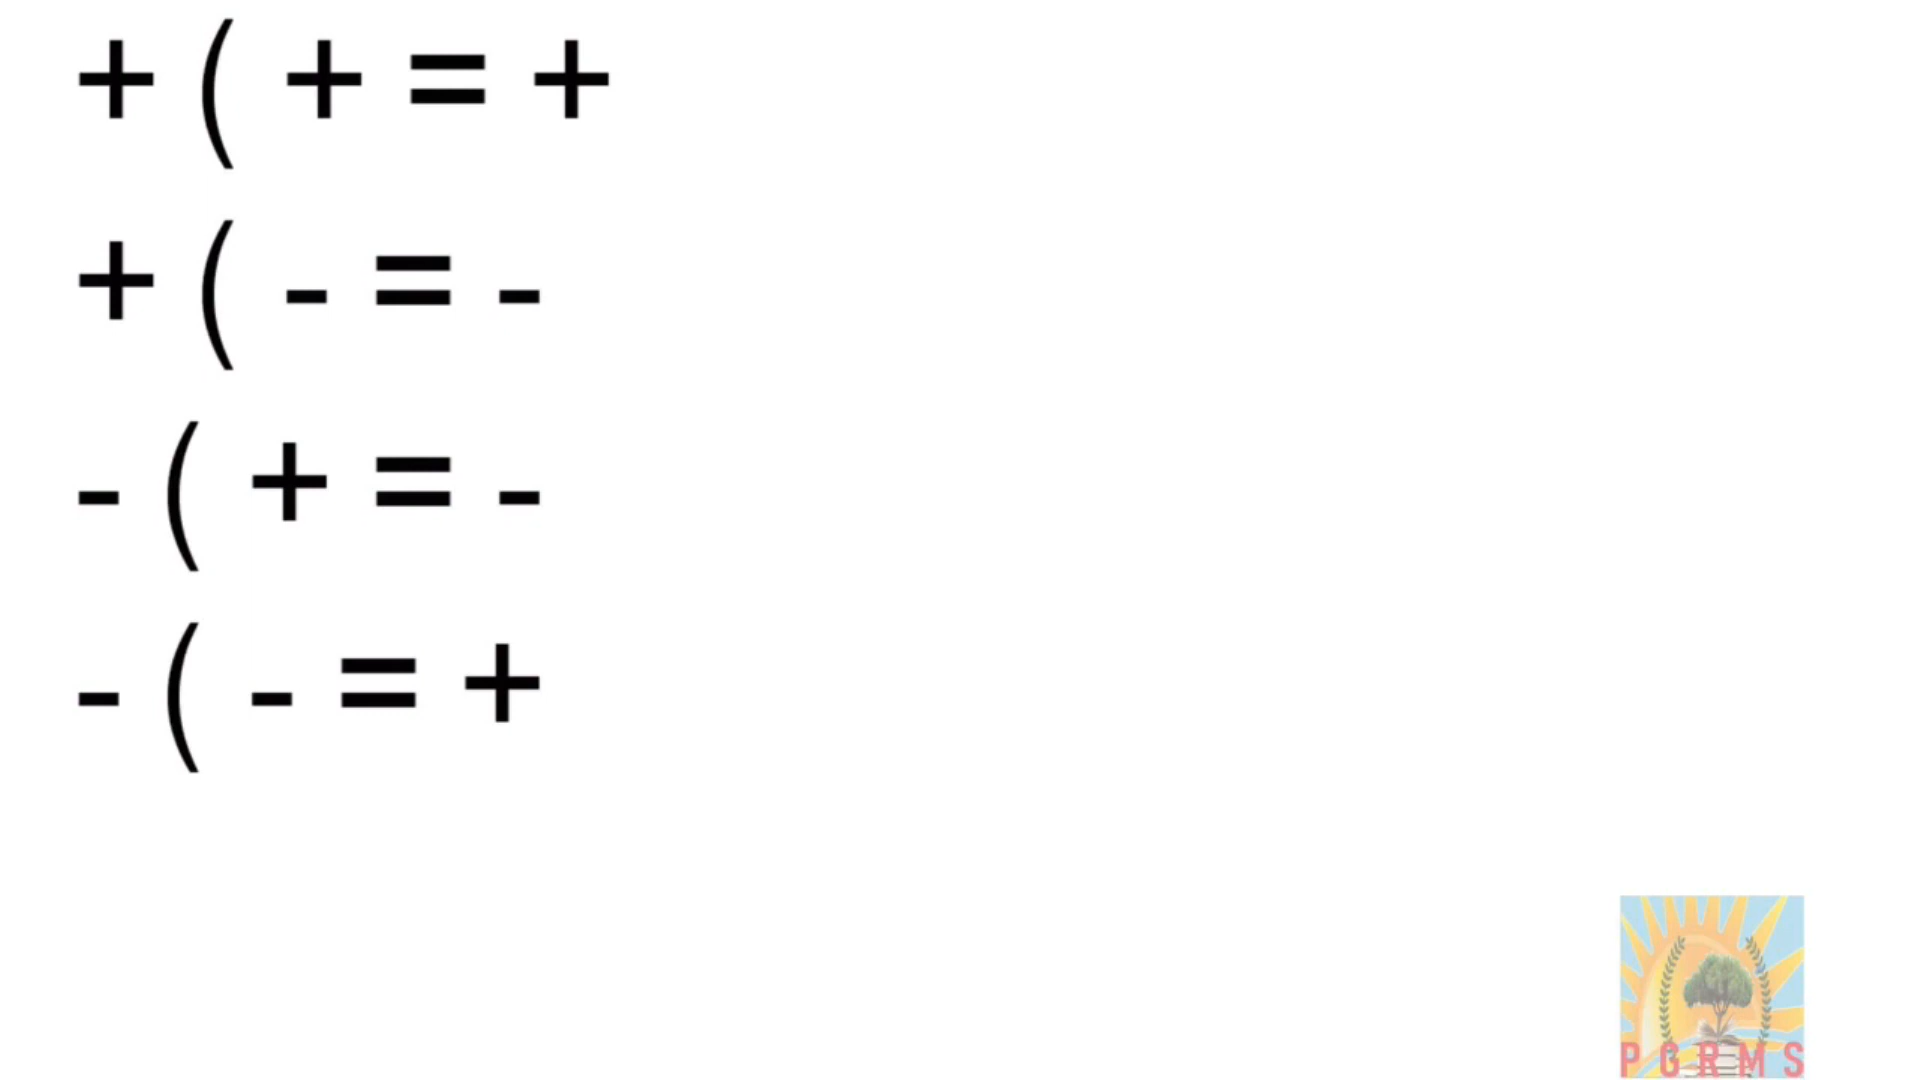 + ( + = +
+ ( - = -
- ( + = -
- ( - = +
P G R M S